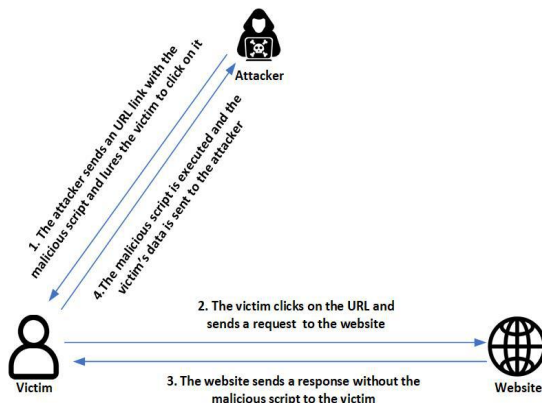 Attacker
1. The attacker sends an URL link with the
malicious script and lures the victim to click on it
4.The malicious script is executed and the
victim's data is sent to the attacker
2. The victim clicks on the URL and
sends a request to the website
Victim
Website
3. The website sends a response without the
malicious script to the victim